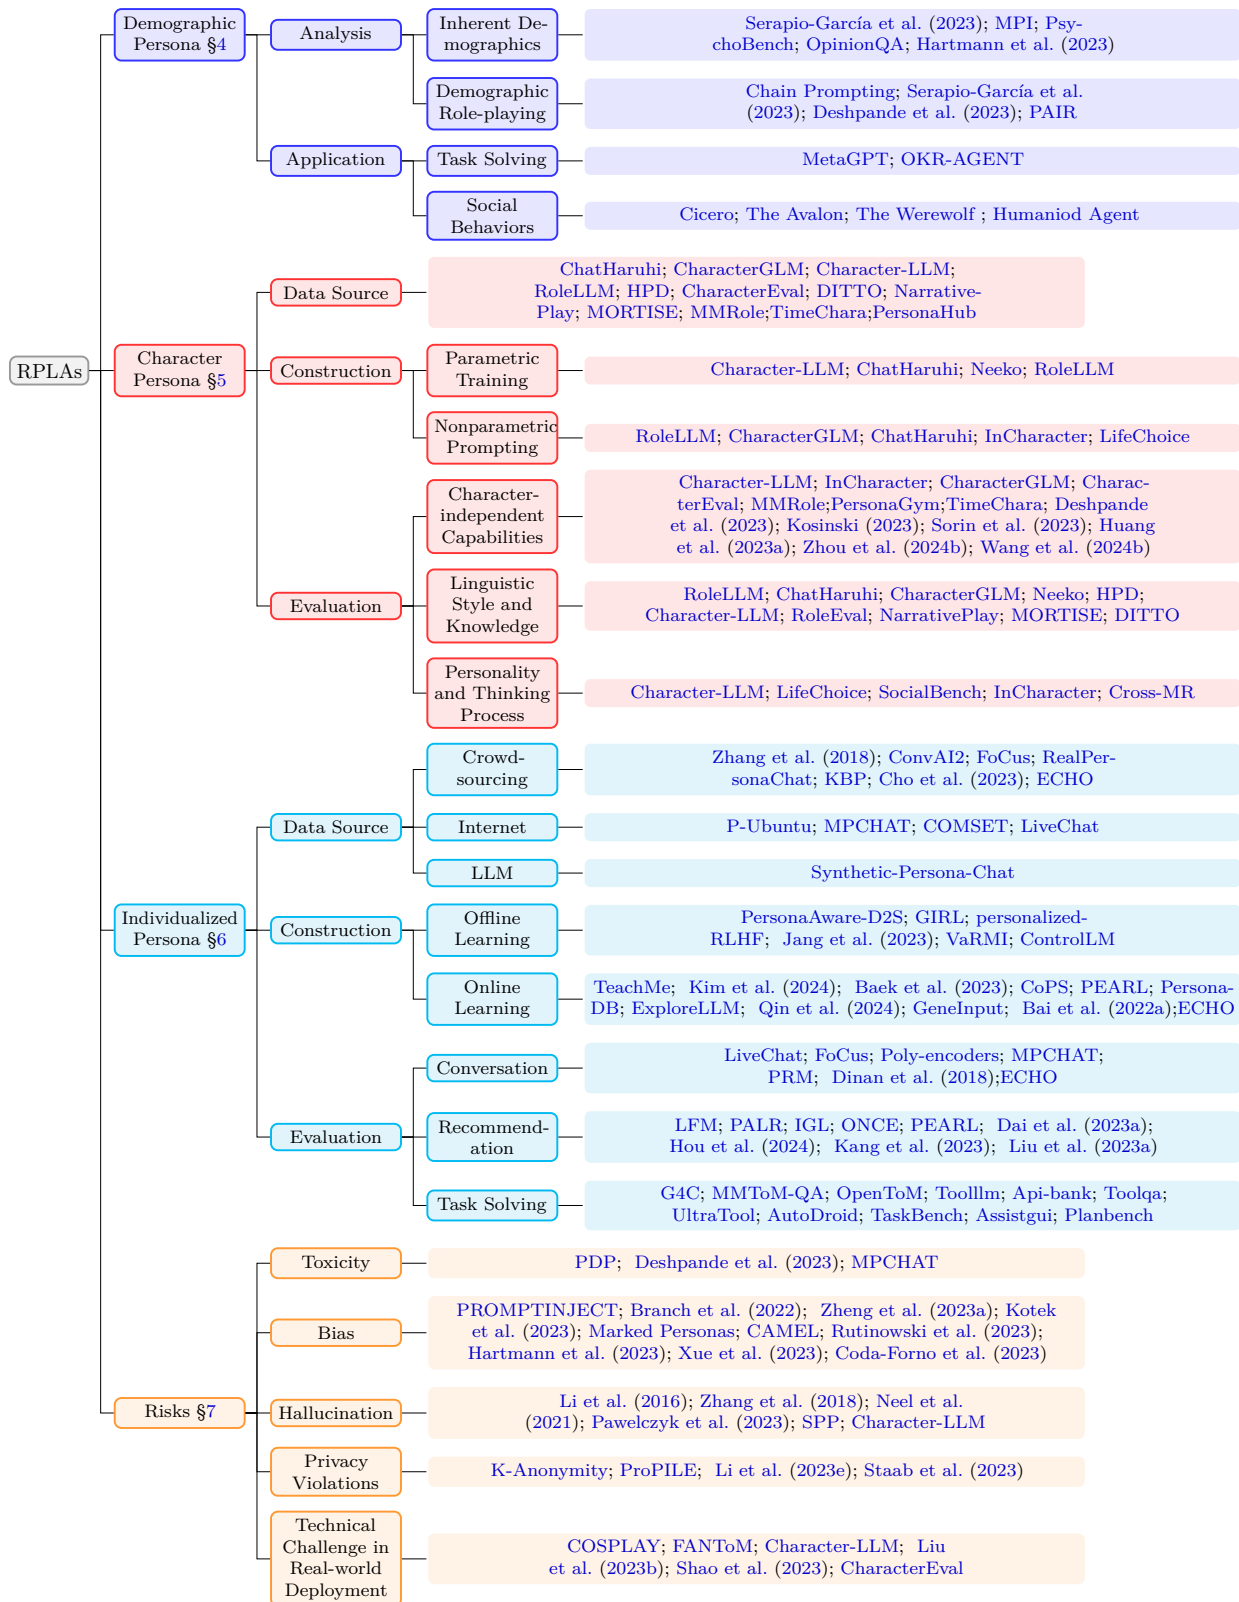 Demographic
Persona §4
Analysis
Inherent De-
mographics
Serapio-García et al. (2023); MPI; Psy-
choBench; OpinionQA; Hartmann et al. (2023)
Demographic
Role-playing
Chain Prompting; Serapio-García et al.
(2023); Deshpande et al. (2023); PAIR
Application
Task Solving
MetaGPT; OKR-AGENT
Social
Behaviors
Cicero; The Avalon; The Werewolf ; Humaniod Agent
RPLAs
Character
Persona §5
Data Source
ChatHaruhi; CharacterGLM; Character-LLM;
RoleLLM; HPD; CharacterEval; DITTO; Narrative-
Play; MORTISE; MMRole;TimeChara;PersonaHub
Construction
Parametric
Training
Character-LLM; ChatHaruhi; Neeko; RoleLLM
Nonparametric
Prompting
RoleLLM; CharacterGLM; ChatHaruhi; InCharacter; LifeChoice
Evaluation
Character-
independent
Capabilities
Character-LLM; InCharacter; CharacterGLM; Charac-
terEval; MMRole;PersonaGym;TimeChara; Deshpande
et al. (2023); Kosinski (2023); Sorin et al. (2023); Huang
et al. (2023a); Zhou et al. (2024b); Wang et al. (2024b)
Linguistic
Style and
Knowledge
RoleLLM; ChatHaruhi; CharacterGLM; Neeko; HPD;
Character-LLM; RoleEval; NarrativePlay; MORTISE; DITTO
Personality
and Thinking
Process
Character-LLM; LifeChoice; SocialBench; InCharacter; Cross-MR
Individualized
Persona §6
Data Source
Crowd-
sourcing
Zhang et al. (2018); ConvAI2; FoCus; RealPer-
sonaChat; KBP; Cho et al. (2023); ECHO
Internet
P-Ubuntu; MPCHAT; COMSET; LiveChat
LLM
Synthetic-Persona-Chat
Construction
Offline
Learning
PersonaAware-D2S; GIRL; personalized-
RLHF; Jang et al. (2023); VaRMI; ControlLM
Online
Learning
TeachMe; Kim et al. (2024); Baek et al. (2023); CoPS; PEARL; Persona-
DB; ExploreLLM; Qin et al. (2024); GeneInput; Bai et al. (2022a);ECHO
Evaluation
Conversation
LiveChat; FoCus; Poly-encoders; MPCHAT;
PRM; Dinan et al. (2018);ECHO
Recommend-
ation
LFM; PALR; IGL; ONCE; PEARL; Dai et al. (2023a);
Hou et al. (2024); Kang et al. (2023); Liu et al. (2023a)
Task Solving
G4C; MMToM-QA; OpenToM; Toolllm; Api-bank; Toolqa;
UltraTool; AutoDroid; TaskBench; Assistgui; Planbench
Risks §7
Toxicity
PDP; Deshpande et al. (2023); MPCHAT
Bias
PROMPTINJECT; Branch et al. (2022); Zheng et al. (2023a); Kotek
et al. (2023); Marked Personas; CAMEL; Rutinowski et al. (2023);
Hartmann et al. (2023); Xue et al. (2023); Coda-Forno et al. (2023)
Hallucination
Li et al. (2016); Zhang et al. (2018); Neel et al.
(2021); Pawelczyk et al. (2023); SPP; Character-LLM
Privacy
Violations
K-Anonymity; ProPILE; Li et al. (2023e); Staab et al. (2023)
Technical
Challenge in
Real-world
Deployment
COSPLAY; FANToM; Character-LLM; Liu
et al. (2023b); Shao et al. (2023); CharacterEval